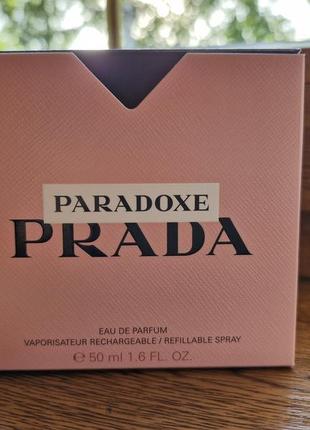 PARADOXE
PRADA
EAU DE PARFUM
VAPORISATEUR RECHARGEABLE / REFILLABLE SPRAY
℮ 50 ml 1.6 FL. OZ.